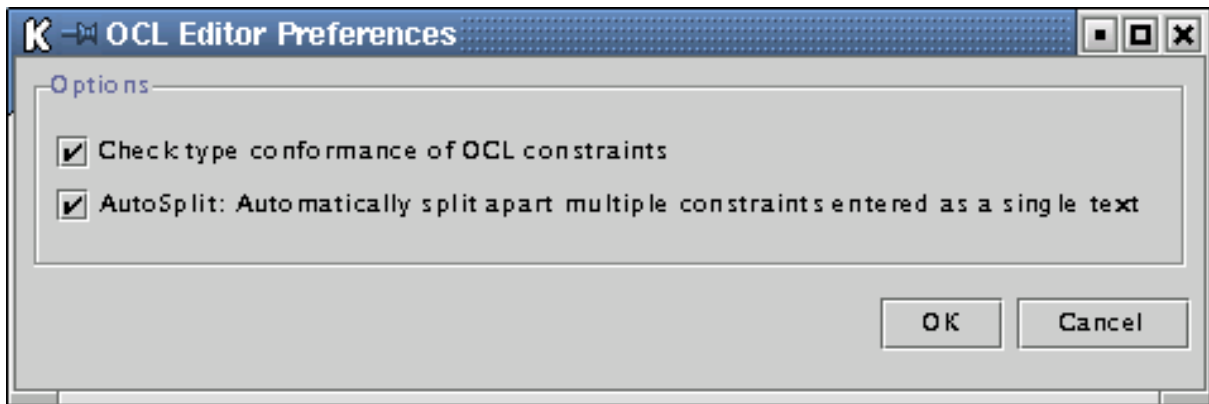 OCL Editor Preferences
Options
Check type conformance of OCL constraints
AutoSplit: Automatically split apart multiple constraints entered as a single text
OK Cancel